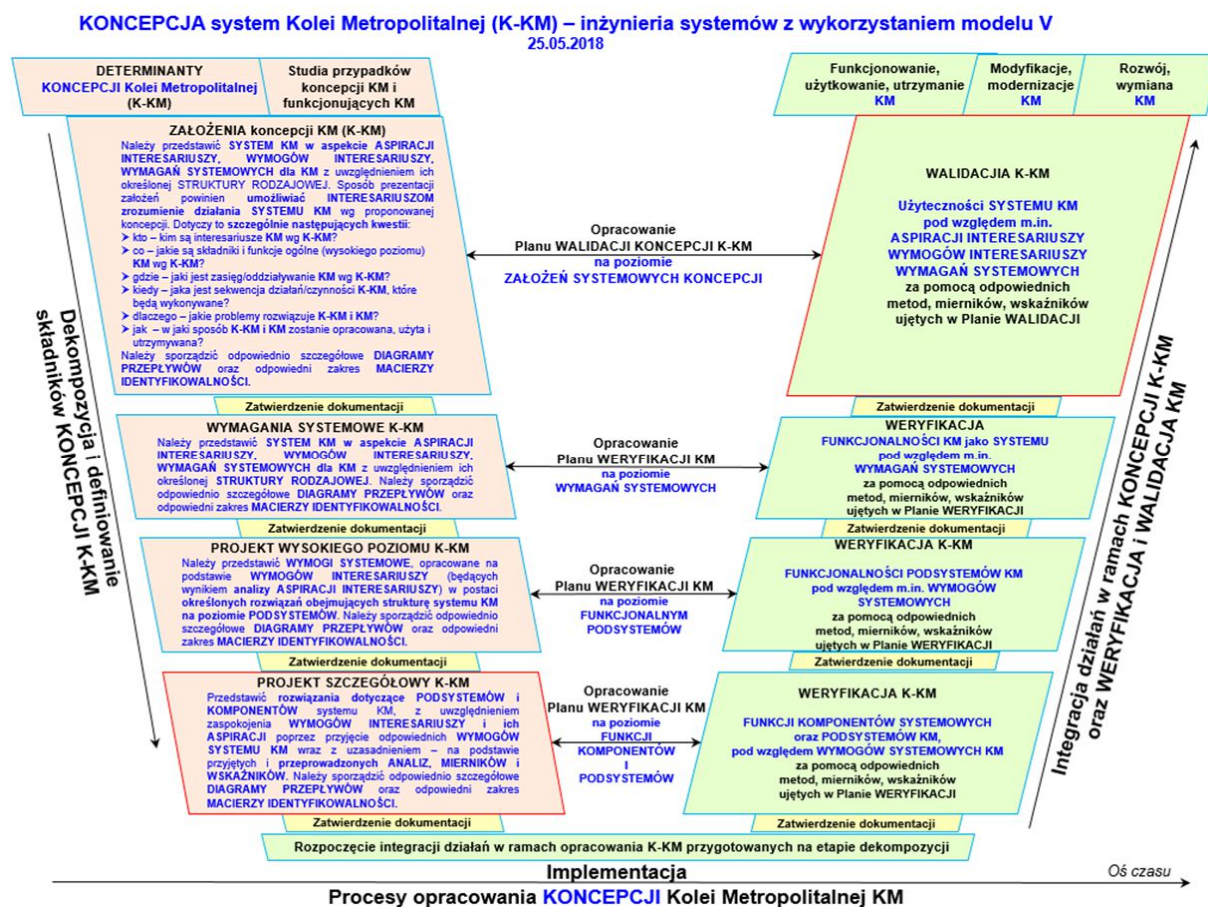 KONCEPCJA system Kolei Metropolitalnej (K-KM) – inżynieria systemów z wykorzystaniem modelu V
25.05.2018
DETERMINANTY
KONCEPCJI Kolei Metropolitalnej
(K-KM)
Studia przypadków
koncepcji KM i
funkcjonujących KM
Funkcjonowanie,
użytkowanie, utrzymanie
KM
Modyfikacje,
modernizacje
KM
Rozwój,
wymiana
KM
ZAŁOŻENIA koncepcji KM (K-KM)
Należy przedstawić SYSTEM KM w aspekcie ASPIRACJI
INTERESARIUSZY, WYMOGÓW INTERESARIUSZY,
WYMAGAŃ SYSTEMOWYCH dla KM z uwzględnieniem ich
określonej STRUKTURY RODZAJOWEJ. Sposób prezentacji
założeń powinien umożliwiać INTERESARIUSZOM
zrozumienie działania SYSTEMU KM wg proponowanej
koncepcji. Dotyczy to szczególnie następujących kwestii:
➤ kto – kim są interesariusze KM wg K-KM?
➤ co – jakie są składniki i funkcje ogólne (wysokiego poziomu)
KM wg K-KM?
➤ gdzie – jaki jest zasięg/oddziaływanie KM wg K-KM?
➤ kiedy – jaka jest sekwencja działań/czynności K-KM, które
będą wykonywane?
➤ dlaczego – jakie problemy rozwiązuje K-KM i KM?
➤ jak – w jaki sposób K-KM i KM zostanie opracowana, użyta i
utrzymywana?
Należy sporządzić odpowiednio szczegółowe DIAGRAMY
PRZEPŁYWÓW oraz odpowiedni zakres MACIERZY
IDENTYFIKOWALNOŚCI.
Opracowanie
Planu WALIDACJI KONCEPCJI K-KM
na poziomie
ZAŁOŻEŃ SYSTEMOWYCH KONCEPCJI
WALIDACJIA K-KM
Użyteczności SYSTEMU KM
pod względem m.in.
ASPIRACJI INTERESARIUSZY
WYMOGÓW INTERESARIUSZY
WYMAGAŃ SYSTEMOWYCH
za pomocą odpowiednich
metod, mierników, wskaźników
ujętych w Planie WALIDACJI
Dekompozycja i definiowanie
składników KONCEPCJI K-KM
Zatwierdzenie dokumentacji
Zatwierdzenie dokumentacji
WYMAGANIA SYSTEMOWE K-KM
Należy przedstawić SYSTEM KM w aspekcie ASPIRACJI
INTERESARIUSZY, WYMOGÓW INTERESARIUSZY,
WYMAGAŃ SYSTEMOWYCH dla KM z uwzględnieniem ich
określonej STRUKTURY RODZAJOWEJ. Należy sporządzić
odpowiednio szczegółowe DIAGRAMY PRZEPŁYWÓW oraz
odpowiedni zakres MACIERZY IDENTYFIKOWALNOŚCI.
Opracowanie
Planu WERYFIKACJI KM
na poziomie
WYMAGAŃ SYSTEMOWYCH
WERYFIKACJA
FUNKCJONALNOŚCI KM jako SYSTEMU
pod względem m.in.
WYMAGAŃ SYSTEMOWYCH
za pomocą odpowiednich
metod, mierników, wskaźników
ujętych w Planie WERYFIKACJI
Integracja działań w ramach KONCEPCJI K-KM
oraz WERYFIKACJA i WALIDACJA KM
Zatwierdzenie dokumentacji
Zatwierdzenie dokumentacji
PROJEKT WYSOKIEGO POZIOMU K-KM
Należy przedstawić WYMOGI SYSTEMOWE, opracowane na
podstawie WYMOGÓW INTERESARIUSZY (będących
wynikiem analizy ASPIRACJI INTERESARIUSZY) w postaci
określonych rozwiązań obejmujących strukturę systemu KM
na poziomie PODSYSTEMÓW. Należy sporządzić odpowiednio
szczegółowe DIAGRAMY PRZEPŁYWÓW oraz odpowiedni
zakres MACIERZY IDENTYFIKOWALNOŚCI.
Opracowanie
Planu WERYFIKACJI KM
na poziomie
FUNKCJONALNYM
PODSYSTEMÓW
WERYFIKACJA K-KM
FUNKCJONALNOŚCI PODSYSTEMÓW KM
pod względem m.in. WYMOGÓW
SYSTEMOWYCH
za pomocą odpowiednich
metod, mierników, wskaźników
ujętych w Planie WERYFIKACJI
Zatwierdzenie dokumentacji
Zatwierdzenie dokumentacji
PROJEKT SZCZEGÓŁOWY K-KM
Przedstawić rozwiązania dotyczące PODSYSTEMÓW i
KOMPONENTÓW systemu KM, z uwzględnieniem
zaspokojenia WYMOGÓW INTERESARIUSZY i ich
ASPIRACJI poprzez przyjęcie odpowiednich WYMOGÓW
SYSTEMU KM wraz z uzasadnieniem – na podstawie
przyjętych i przeprowadzonych ANALIZ, MIERNIKÓW i
WSKAŹNIKÓW. Należy sporządzić odpowiednio szczegółowe
DIAGRAMY PRZEPŁYWÓW oraz odpowiedni zakres
MACIERZY IDENTYFIKOWALNOŚCI.
Opracowanie
Planu WERYFIKACJI KM
na poziomie
FUNKCJI
KOMPONENTÓW
I
PODSYSTEMÓW
WERYFIKACJA K-KM
FUNKCJI KOMPONENTÓW SYSTEMOWYCH
oraz PODSYSTEMÓW KM,
pod względem WYMOGÓW SYSTEMOWYCH KM
za pomocą odpowiednich
metod, mierników, wskaźników
ujętych w Planie WERYFIKACJI
Zatwierdzenie dokumentacji
Zatwierdzenie dokumentacji
Rozpoczęcie integracji działań w ramach opracowania K-KM przygotowanych na etapie dekompozycji
Implementacja
Oś czasu
Procesy opracowania KONCEPCJI Kolei Metropolitalnej KM